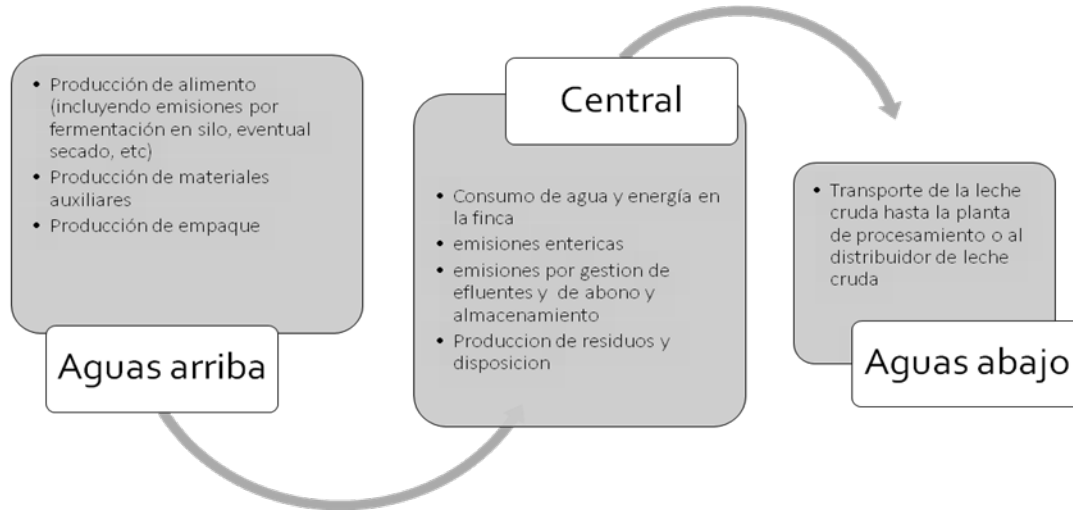 • Producción de alimento
(incluyendo emisiones por
fermentación en silo, eventual
secado, etc)
• Producción de materiales
auxiliares
• Producción de empaque
Aguas arriba
Central
• Consumo de agua y energía en
la finca
• emisiones entericas
• emisiones por gestion de
efluentes y de abono y
almacenamiento
• Produccion de residuos y
disposicion
• Transporte de la leche
cruda hasta la planta
de procesamiento o al
distribuidor de leche
cruda
Aguas abajo